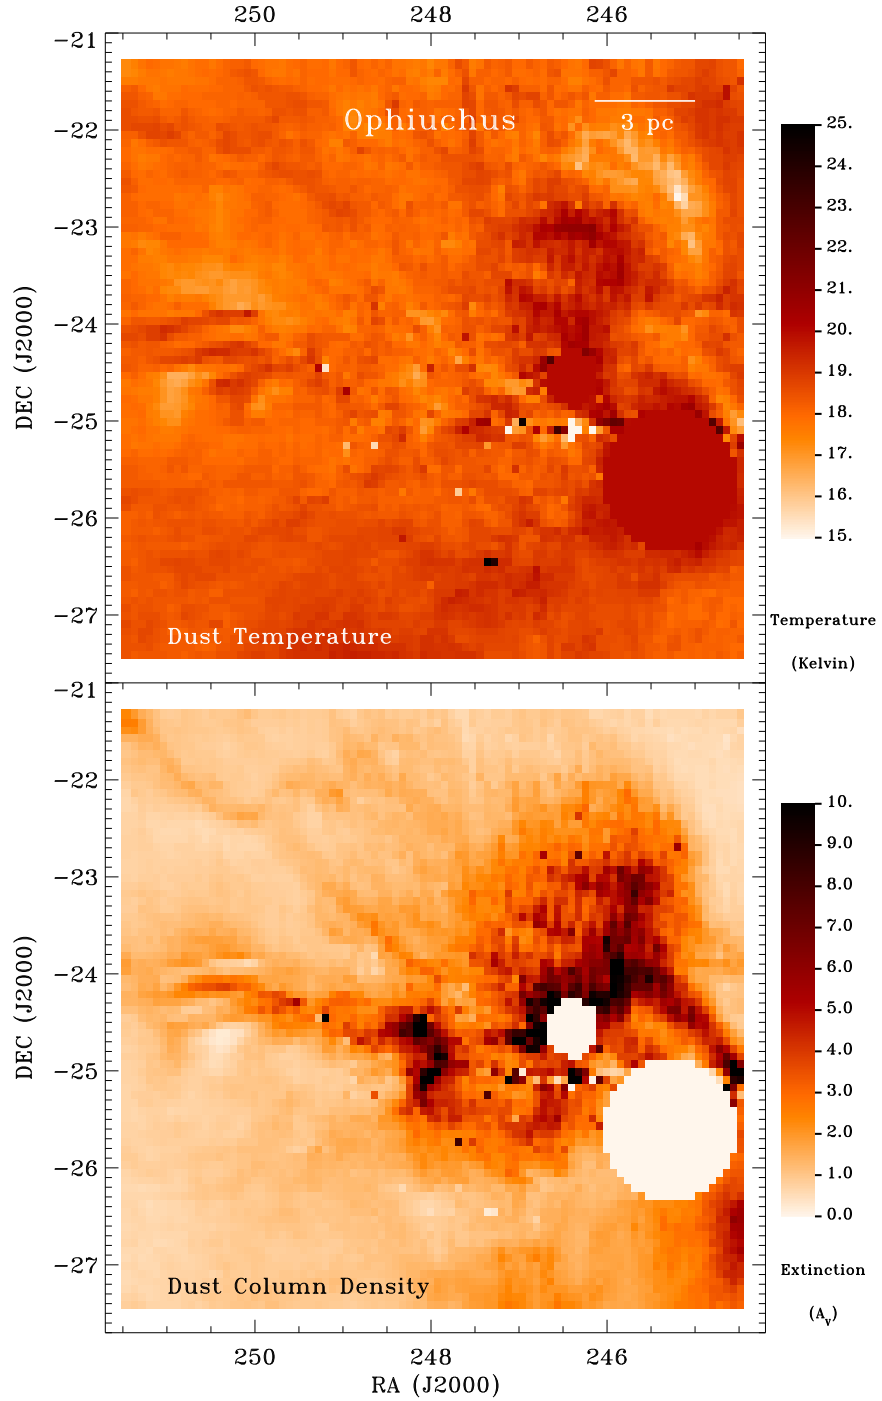 250 248 246
-21
-22
-23
-24
-25
-26
-27
DEC (J2000)
Ophiuchus
3 pc
Dust Temperature
25.
24.
23.
22.
21.
20.
19.
18.
17.
16.
15.
Temperature
(Kelvin)
-21
-22
-23
-24
-25
-26
-27
DEC (J2000)
Dust Column Density
10.
9.0
8.0
7.0
6.0
5.0
4.0
3.0
2.0
1.0
0.0
Extinction
(Av)
250 248 246
RA (J2000)